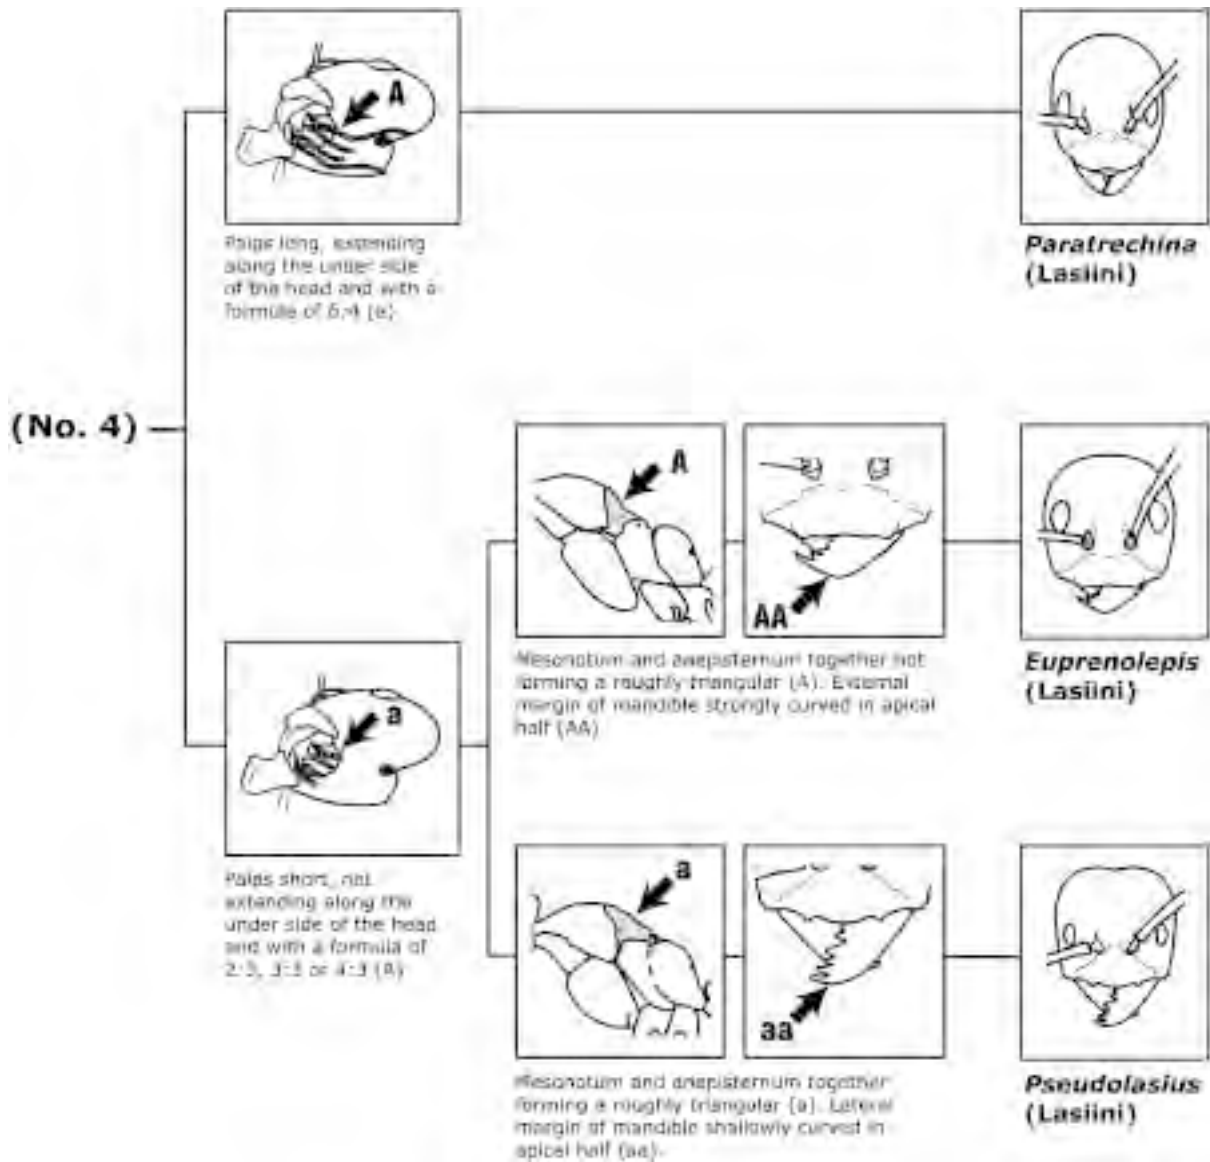 A
Palps long, extending
along the under side
of the head and with a
formula of 6:4 (a)
Paratrechina
(Lasiini)
(No. 4)
A
AA
Mesonotum and anepisternum together not
forming a roughly triangular (A). External
margin of mandible strongly curved in apical
half (AA)
Euprenolepis
(Lasiini)
a
Palps short, not
extending along the
under side of the head
and with a formula of
2:3, 3:3 or 4:3 (A)
a
aa
Mesonotum and anepisternum together
forming a roughly triangular (a). Lateral
margin of mandible shallowly curved in
apical half (aa).
Pseudolasius
(Lasiini)